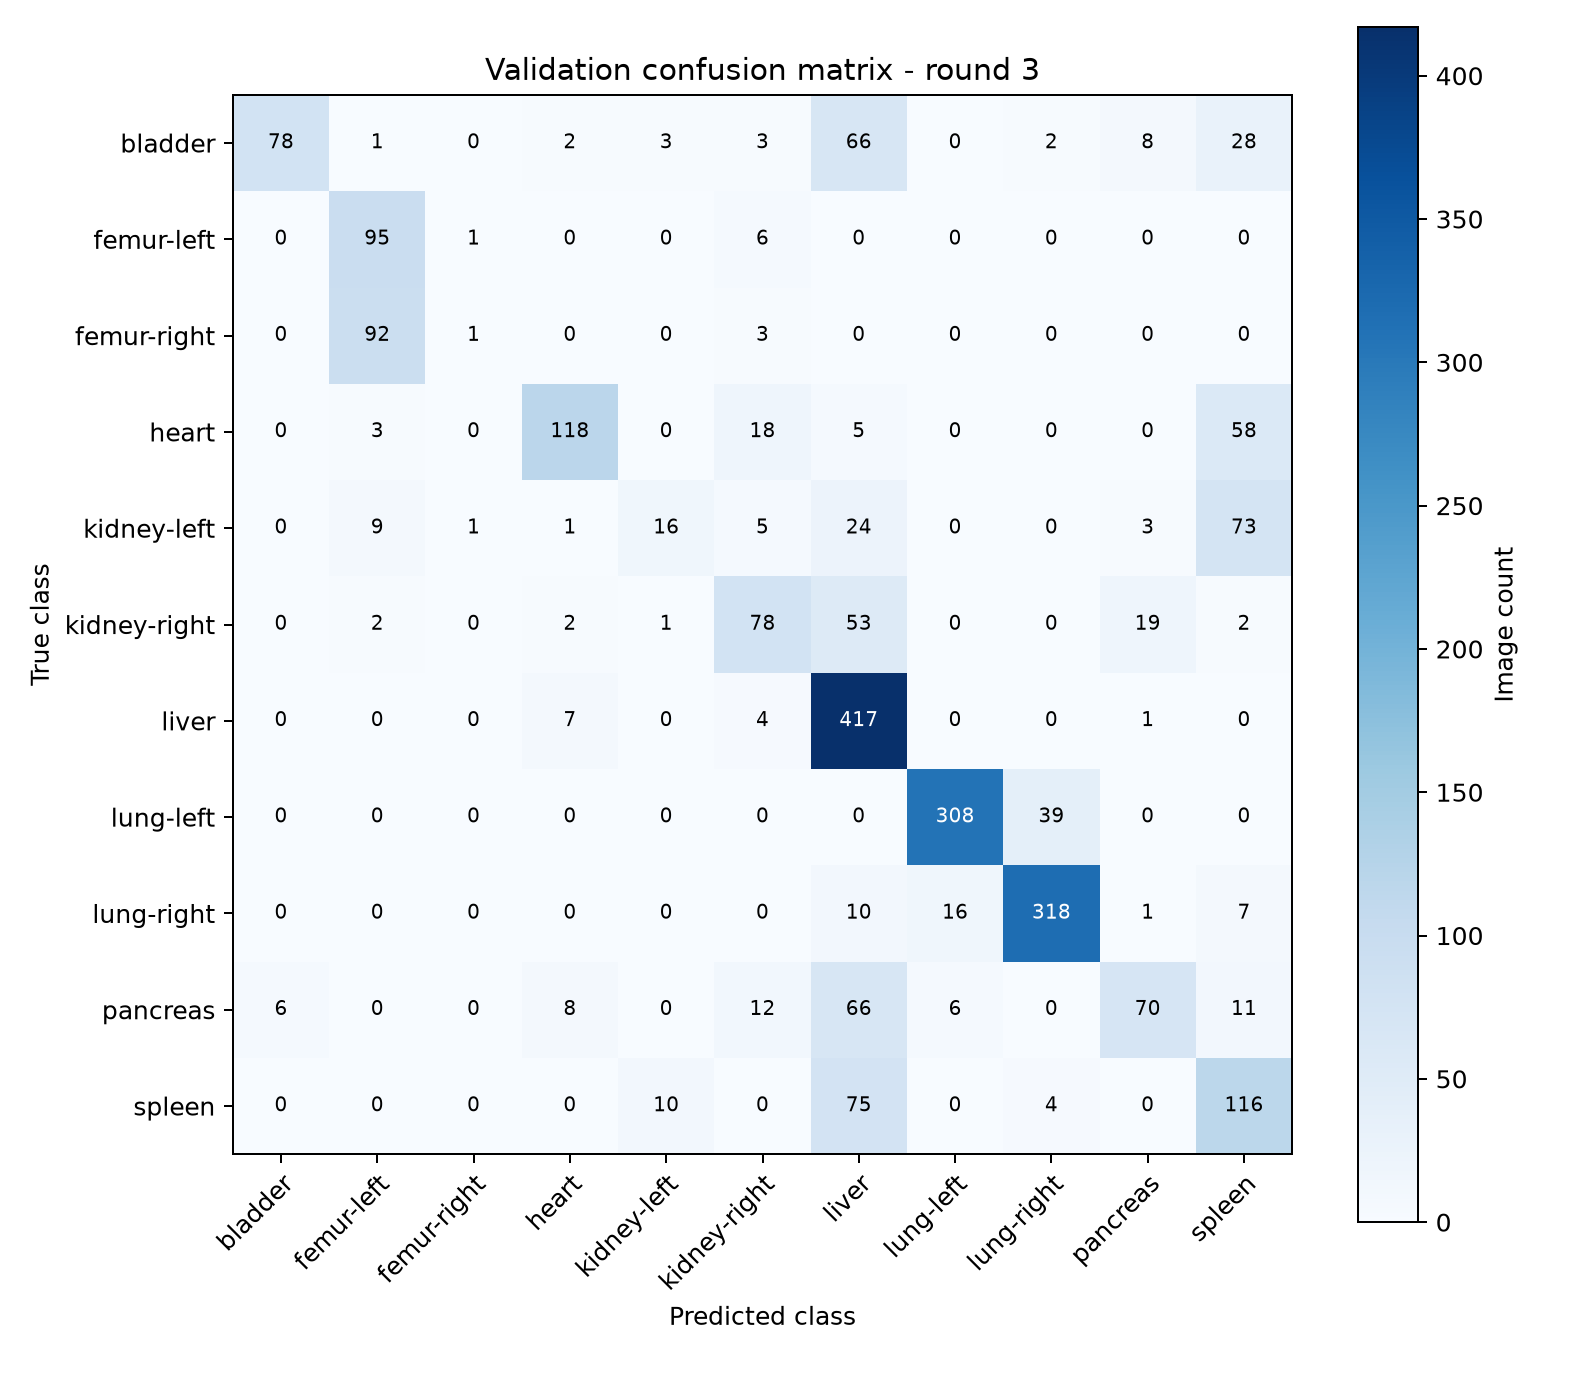 Validation confusion matrix - round 3
True class
bladder 78 1 0 2 3 3 66 0 2 8 28
femur-left 0 95 1 0 0 6 0 0 0 0 0
femur-right 0 92 1 0 0 3 0 0 0 0 0
heart 0 3 0 118 0 18 5 0 0 0 58
kidney-left 0 9 1 1 16 5 24 0 0 3 73
kidney-right 0 2 0 2 1 78 53 0 0 19 2
liver 0 0 0 7 0 4 417 0 0 1 0
lung-left 0 0 0 0 0 0 0 308 39 0 0
lung-right 0 0 0 0 0 0 10 16 318 1 7
pancreas 6 0 0 8 0 12 66 6 0 70 11
spleen 0 0 0 0 10 0 75 0 4 0 116
bladder femur-left femur-right heart kidney-left kidney-right liver lung-left lung-right pancreas spleen
Predicted class
400
350
300
250
200
150
100
50
0
Image count